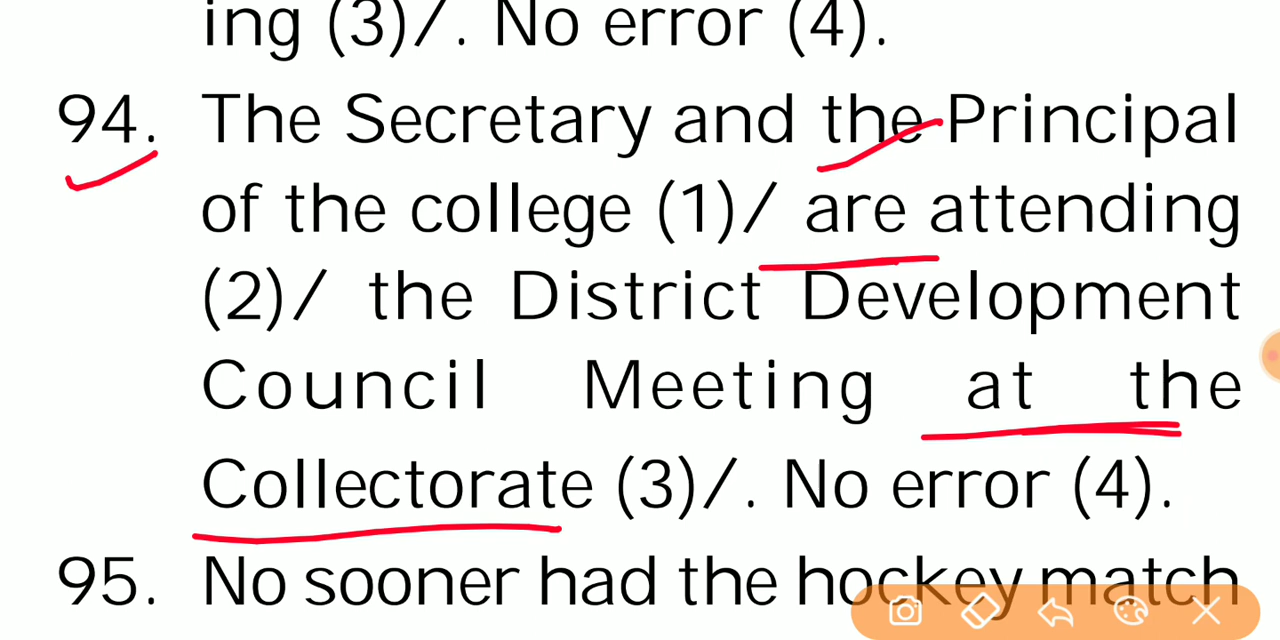 ing (3)/. No error (4).
94. The Secretary and the Principal
of the college (1)/ are attending
(2)/ the District Development
Council Meeting at the
Collectorate (3)/. No error (4).
95. No sooner had the hockey match